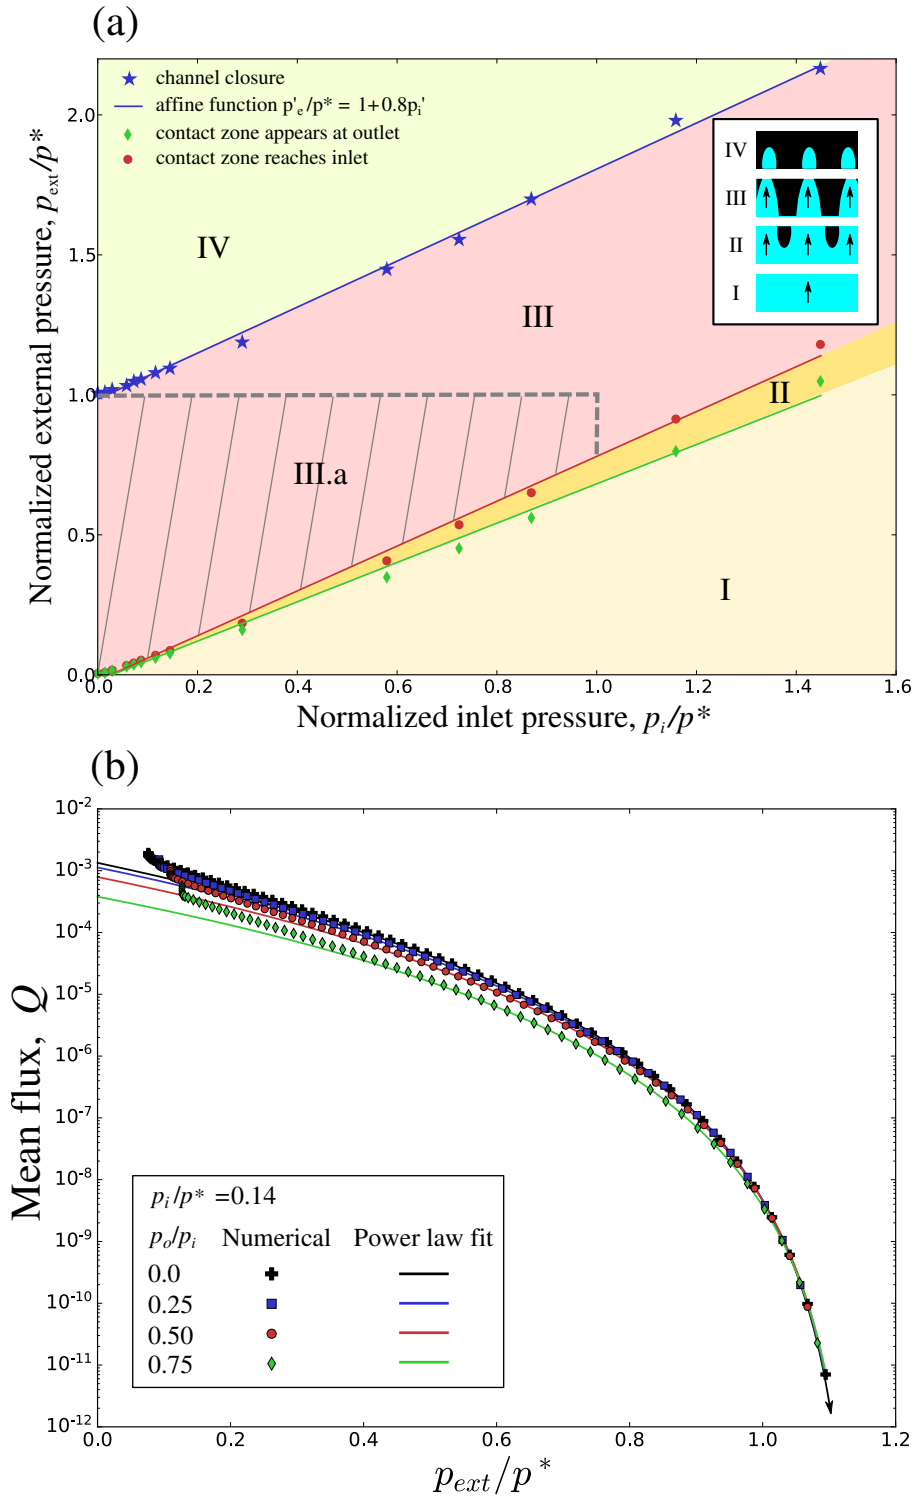 (a)
channel closure
affine function p'e/p* = 1+0.8pi'
contact zone appears at outlet
contact zone reaches inlet
IV
III
II
I
IV
III
II
III.a
I
2.0
1.5
1.0
0.5
0.0
Normalized external pressure, pext/p*
0.0 0.2 0.4 0.6 0.8 1.0 1.2 1.4 1.6
Normalized inlet pressure, pi/p*
(b)
10-2
10-3
10-4
10-5
10-6
10-7
10-8
10-9
10-10
10-11
10-12
Mean flux, Q
pi/p* =0.14
po/pi Numerical Power law fit
0.0
0.25
0.50
0.75
0.0 0.2 0.4 0.6 0.8 1.0 1.2
pext/p*